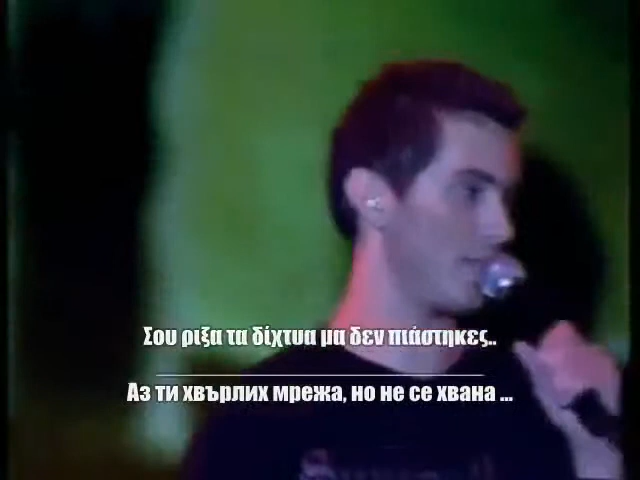 Σου ριξα τα δίχτυα μα δεν πιάστηκες..
Аз ти хвърлих мрежа, но не се хвана ...